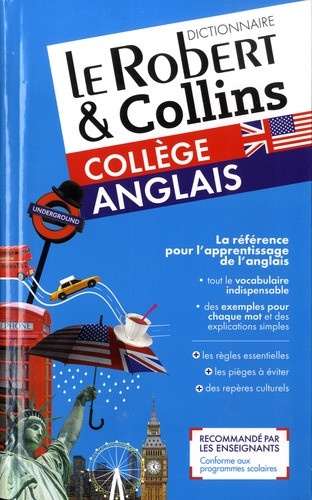 DICTIONNAIRE
LE ROBERT
& Collins
COLLÈGE
ANGLAIS
UNDERGROUND
La référence
pour l'apprentissage
de l'anglais
• tout le vocabulaire
indispensable
• des exemples pour
chaque mot et des
explications simples
+ les règles essentielles
+ les pièges à éviter
+ des repères culturels
RECOMMANDÉ PAR
LES ENSEIGNANTS
Conforme aux
programmes scolaires